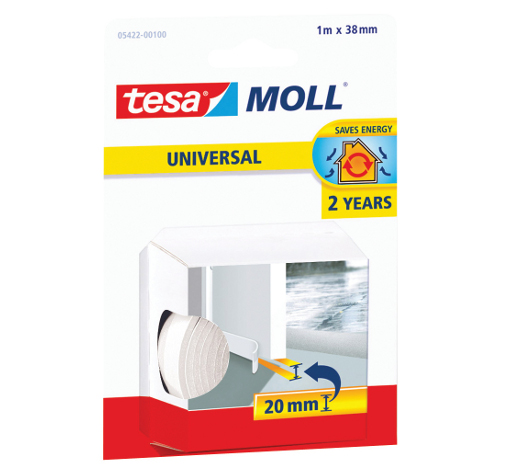 05422-00100
1m x 38mm
tesa® MOLL®
SAVES ENERGY
UNIVERSAL
2 YEARS
20 mm